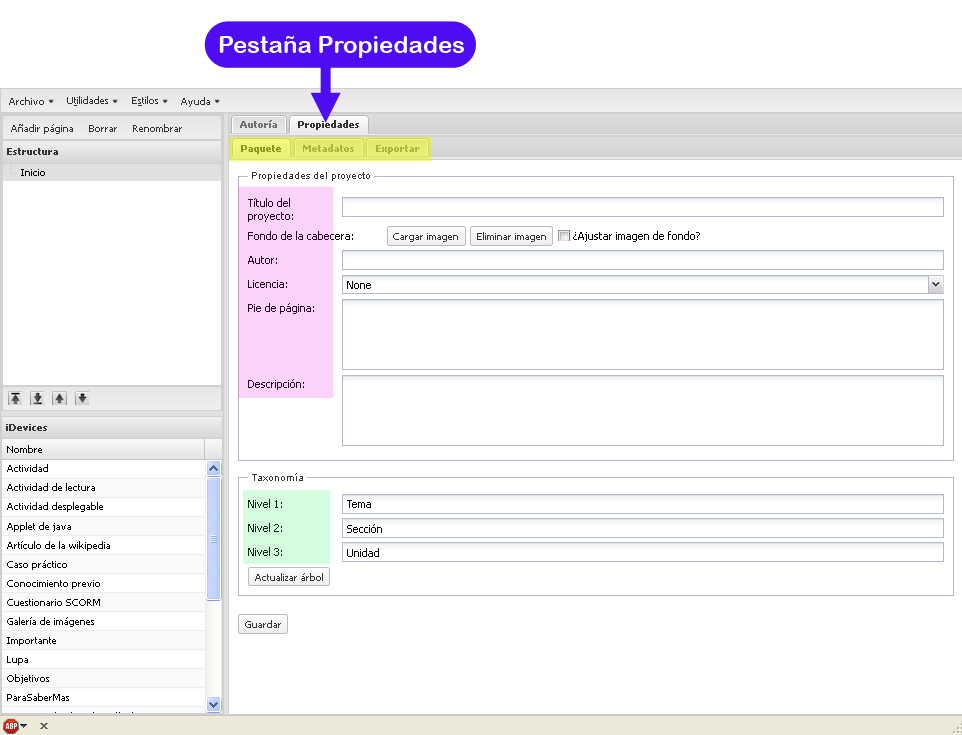 Pestaña Propiedades
Archivo Utilidades Estilos Ayuda
Añadir página Borrar Renombrar
Estructura
Inicio
Autoría Propiedades
Paquete Metadatos Exportar
Propiedades del proyecto
Título del
proyecto:
Fondo de la cabecera: Cargar imagen Eliminar imagen ¿Ajustar imagen de fondo?
Autor:
Licencia: None
Pie de página:
Descripción:
Taxonomía
Nivel 1: Tema
Nivel 2: Sección
Nivel 3: Unidad
Actualizar árbol
Guardar
iDevices
Nombre
Actividad
Actividad de lectura
Actividad desplegable
Applet de java
Artículo de la wikipedia
Caso práctico
Conocimiento previo
Cuestionario SCORM
Galería de imágenes
Importante
Lupa
Objetivos
ParaSaberMas
ABP